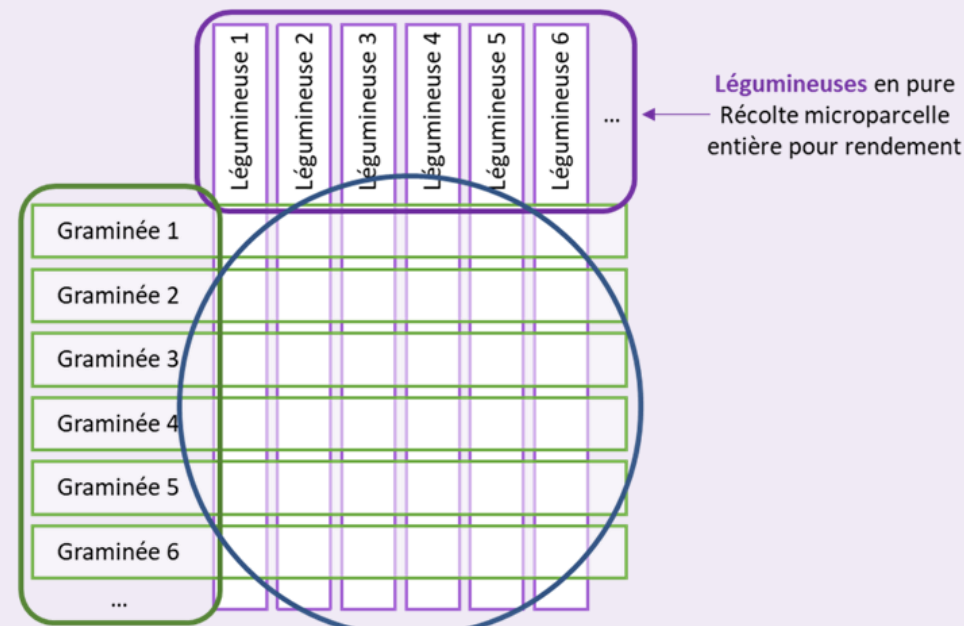 Légumineuse 1
Légumineuse 2
Légumineuse 3
Légumineuse 4
Légumineuse 5
Légumineuse 6
...
Légumineuses en pure
Récolte microparcelle
entière pour rendement
Graminée 1
Graminée 2
Graminée 3
Graminée 4
Graminée 5
Graminée 6
...